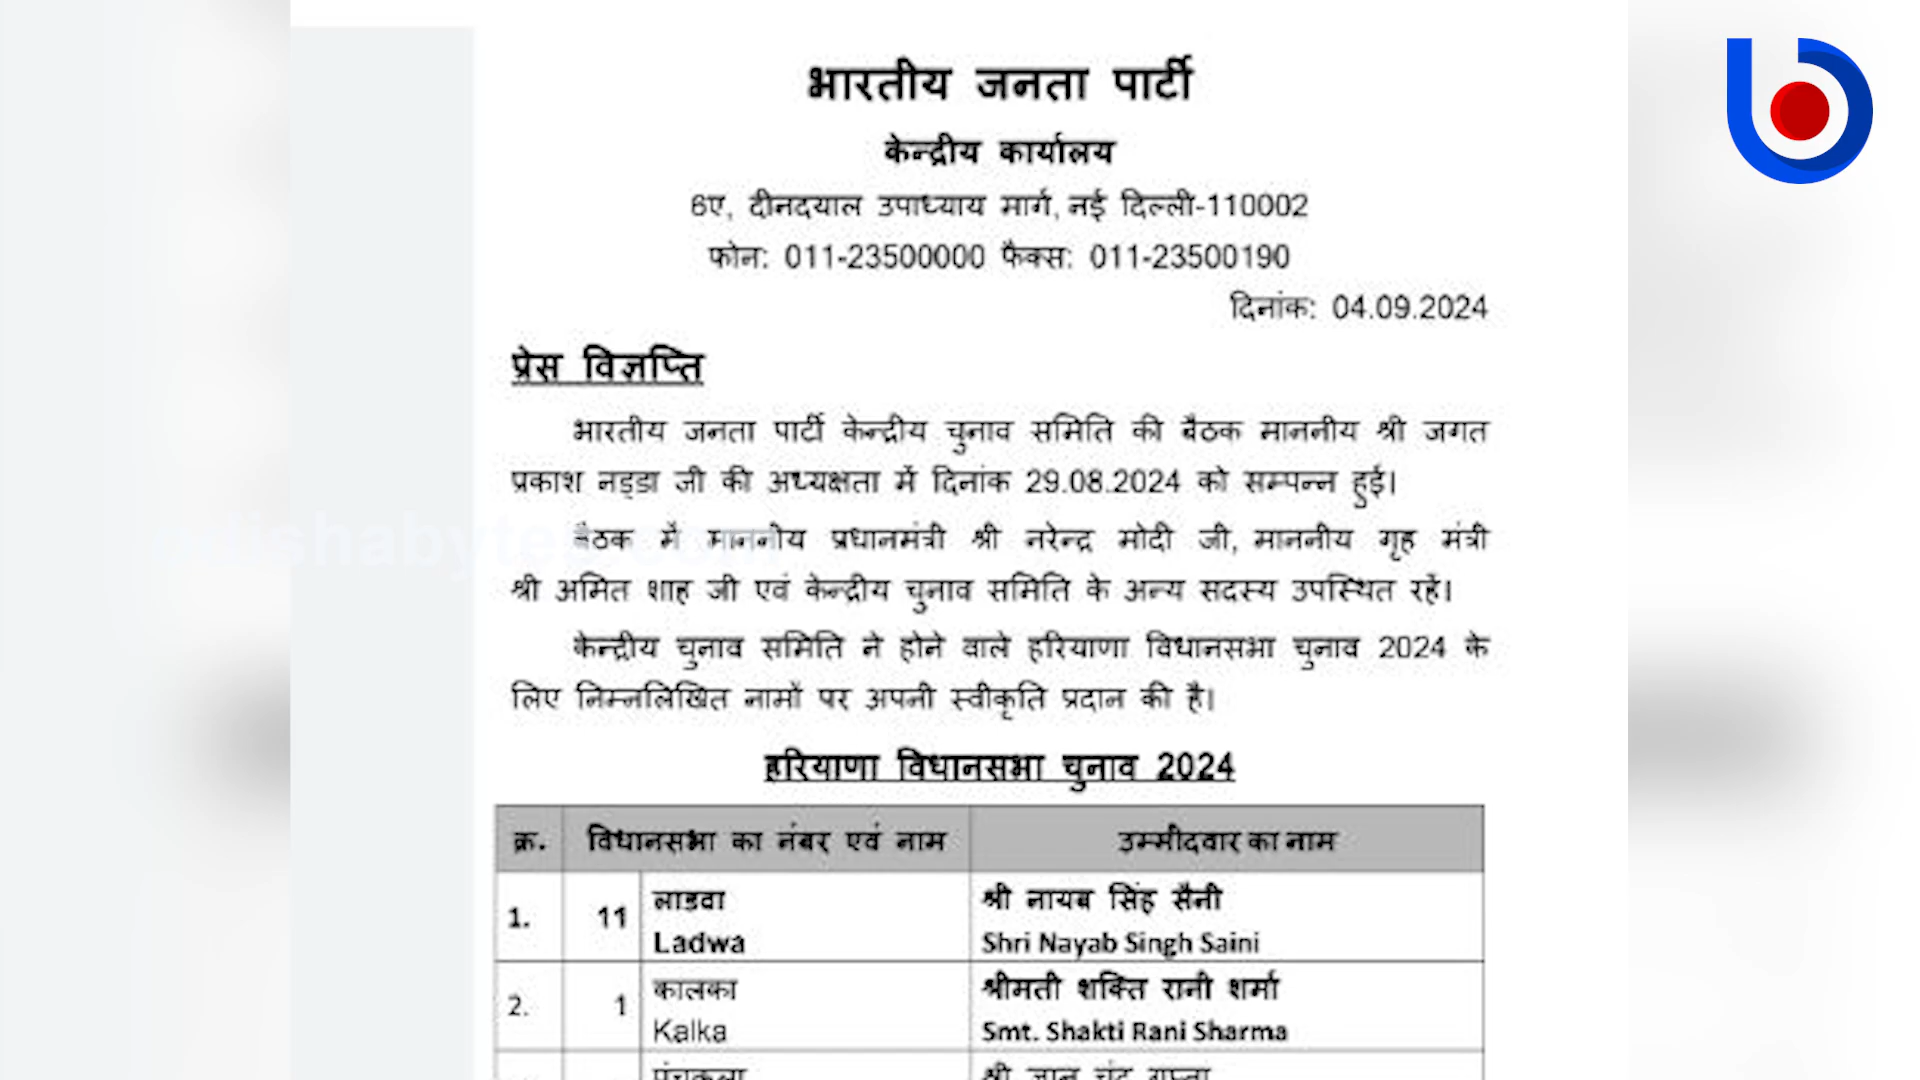 भारतीय जनता पार्टी
केन्द्रीय कार्यालय
6ए, दीनदयाल उपाध्याय मार्ग, नई दिल्ली-110002
फोन: 011-23500000 फैक्स: 011-23500190
दिनांक: 04.09.2024
प्रेस विज्ञप्ति
भारतीय जनता पार्टी केन्द्रीय चुनाव समिति की बैठक माननीय श्री जगत
प्रकाश नड्डा जी की अध्यक्षता में दिनांक 29.08.2024 को सम्पन्न हुई।
बैठक में माननीय प्रधानमंत्री श्री नरेन्द्र मोदी जी, माननीय गृह मंत्री
श्री अमित शाह जी एवं केन्द्रीय चुनाव समिति के अन्य सदस्य उपस्थित रहें।
केन्द्रीय चुनाव समिति ने होने वाले हरियाणा विधानसभा चुनाव 2024 के
लिए निम्नलिखित नामों पर अपनी स्वीकृति प्रदान की है।
हरियाणा विधानसभा चुनाव 2024
क्र. विधानसभा का नंबर एवं नाम उम्मीदवार का नाम
1. 11 लाडवा श्री नायब सिंह सैनी
Ladwa Shri Nayab Singh Saini
2. 1 कालका श्रीमती शक्ति रानी शर्मा
Kalka Smt. Shakti Rani Sharma
पंचकुला श्री ज्ञान चंद गुप्ता